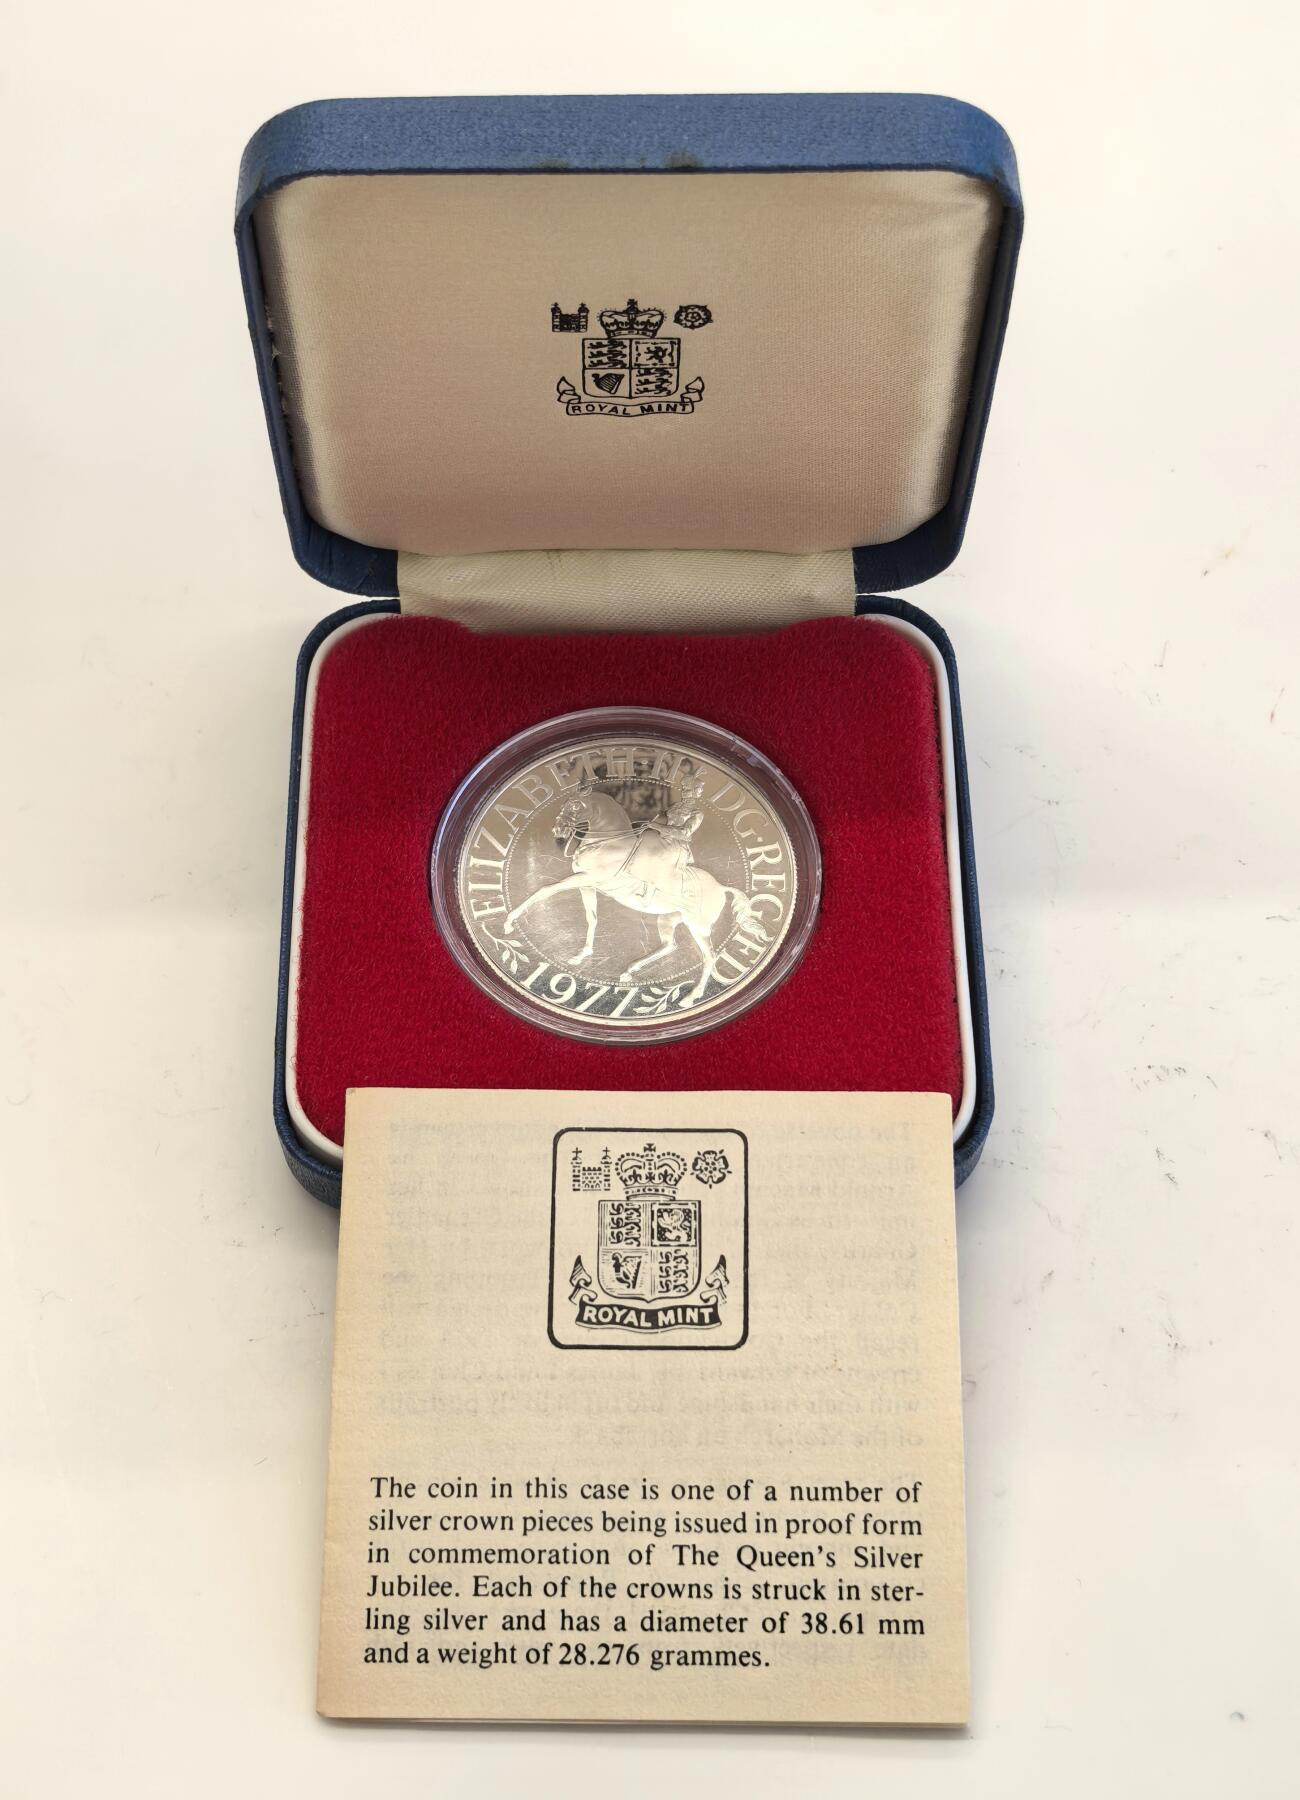 ROYAL MINT
ELIZABETH·II DG·REG FD
1977
ROYAL MINT
The coin in this case is one of a number of
silver crown pieces being issued in proof form
in commemoration of The Queen's Silver
Jubilee. Each of the crowns is struck in ster-
ling silver and has a diameter of 38.61 mm
and a weight of 28.276 grammes.